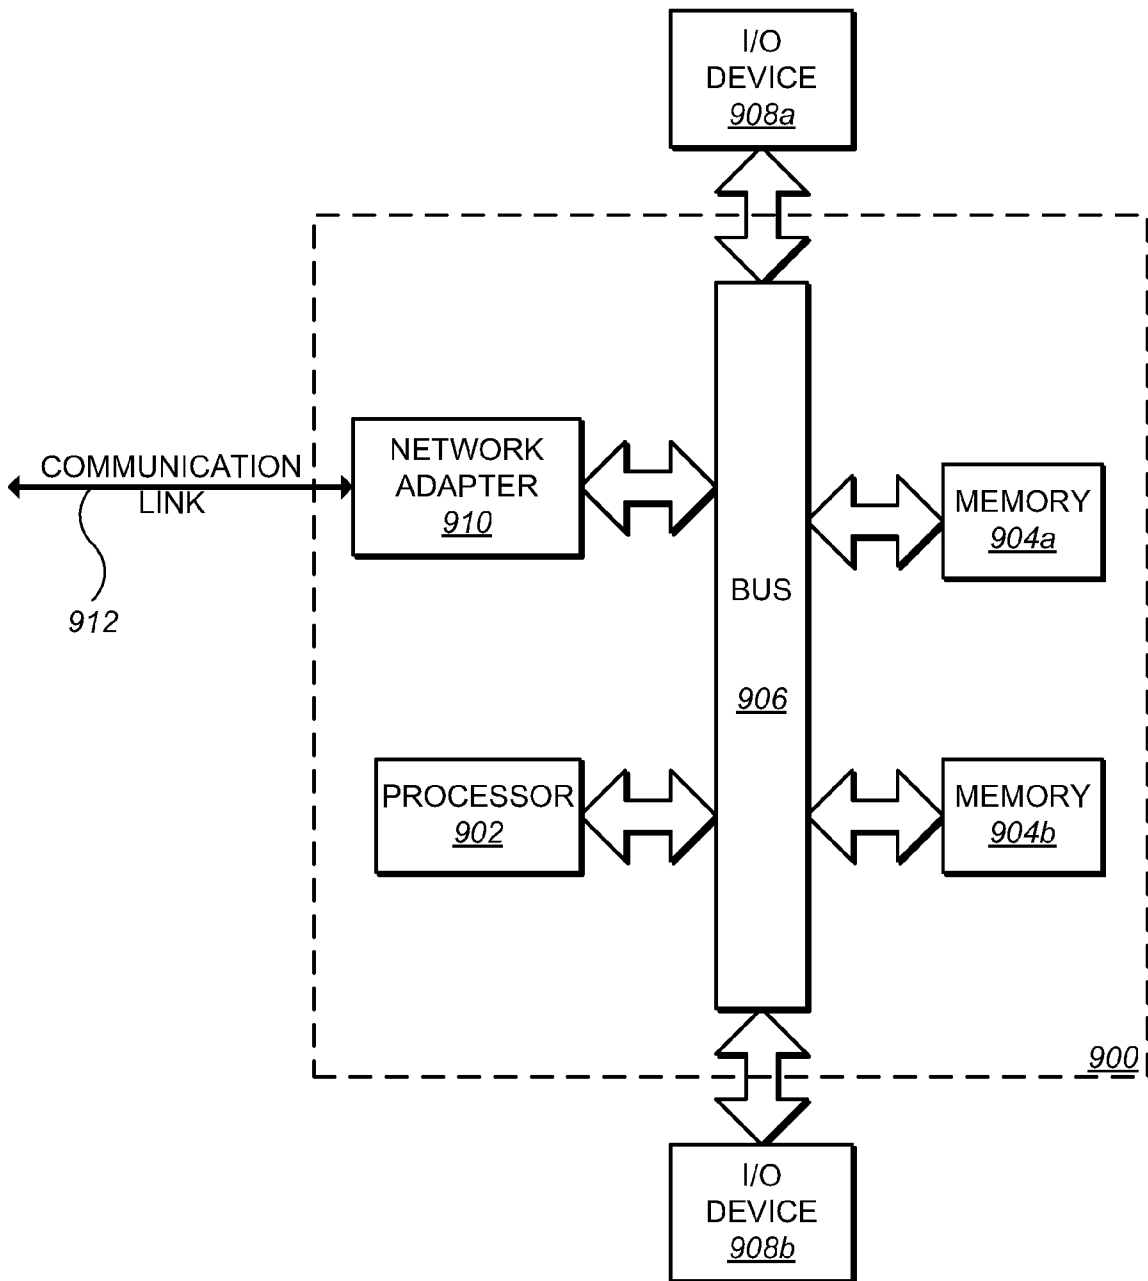 I/O
DEVICE
908a
NETWORK
ADAPTER
910
COMMUNICATION
LINK
912
MEMORY
904a
BUS
906
PROCESSOR
902
MEMORY
904b
900
I/O
DEVICE
908b